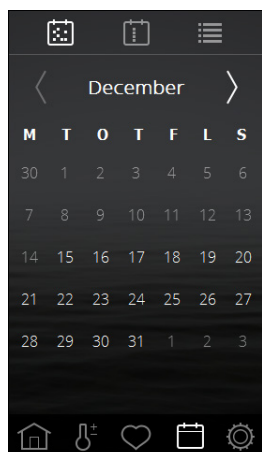 December
M T O T F L S
30 1 2 3 4 5 6
7 8 9 10 11 12 13
14 15 16 17 18 19 20
21 22 23 24 25 26 27
28 29 30 31 1 2 3